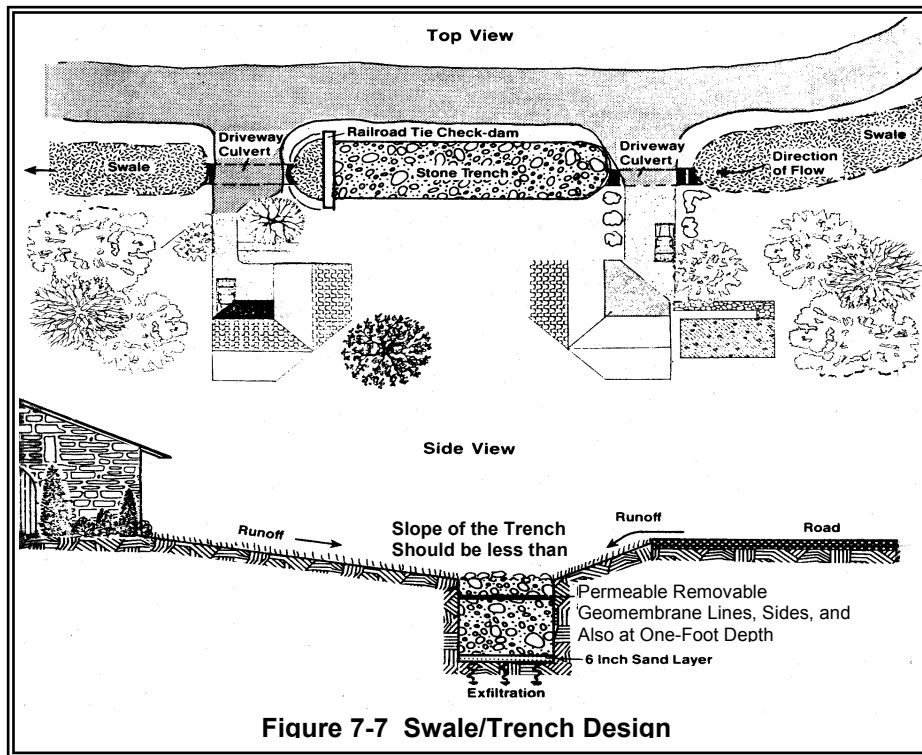 Top View
Railroad Tie Check-dam
Swale
Driveway
Culvert
Driveway
Culvert
Swale
Stone Trench
Direction
of Flow
Side View
Runoff
Slope of the Trench
Should be less than
Runoff
Road
Permeable Removable
Geomembrane Lines, Sides, and
Also at One-Foot Depth
6 Inch Sand Layer
Exfiltration
Figure 7-7 Swale/Trench Design